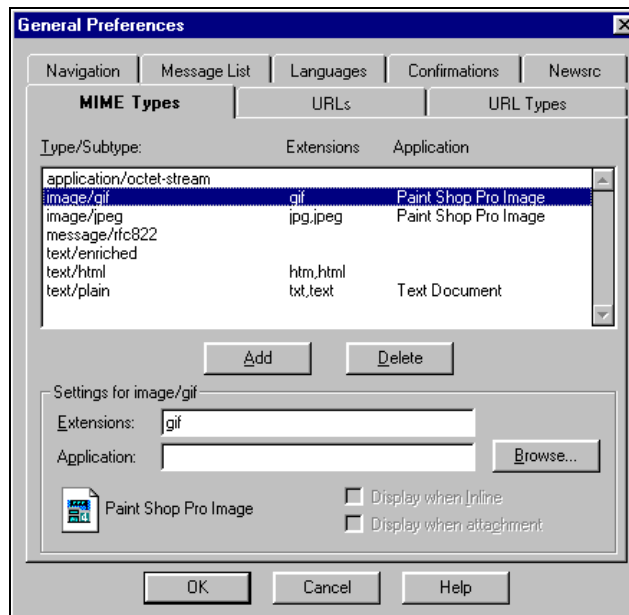 General Preferences
Navigation Message List Languages Confirmations Newsrc
MIME Types URLs URL Types
Type/Subtype: Extensions Application
application/octet-stream
image/gif gif Paint Shop Pro Image
image/jpeg jpg,jpeg Paint Shop Pro Image
message/rfc822
text/enriched
text/html htm,html
text/plain txt,text Text Document
Add Delete
Settings for image/gif
Extensions: gif
Application: Browse...
Paint Shop Pro Image
Display when Inline
Display when attachment
OK Cancel Help